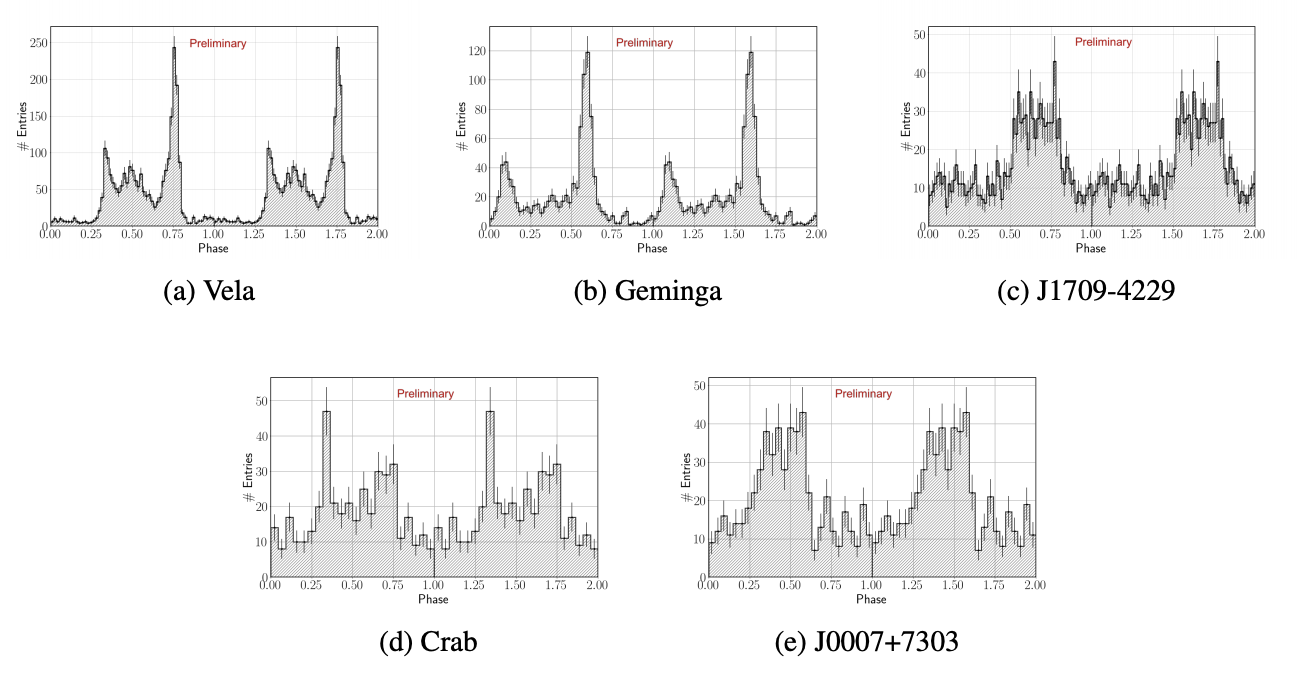 Preliminary
# Entries
250
200
150
100
50
0
0.00 0.25 0.50 0.75 1.00 1.25 1.50 1.75 2.00
Phase
(a) Vela
Preliminary
# Entries
120
100
80
60
40
20
0
0.00 0.25 0.50 0.75 1.00 1.25 1.50 1.75 2.00
Phase
(b) Geminga
Preliminary
# Entries
50
40
30
20
10
0
0.00 0.25 0.50 0.75 1.00 1.25 1.50 1.75 2.00
Phase
(c) J1709-4229
Preliminary
# Entries
50
40
30
20
10
0
0.00 0.25 0.50 0.75 1.00 1.25 1.50 1.75 2.00
Phase
(d) Crab
Preliminary
# Entries
50
40
30
20
10
0
0.00 0.25 0.50 0.75 1.00 1.25 1.50 1.75 2.00
Phase
(e) J0007+7303